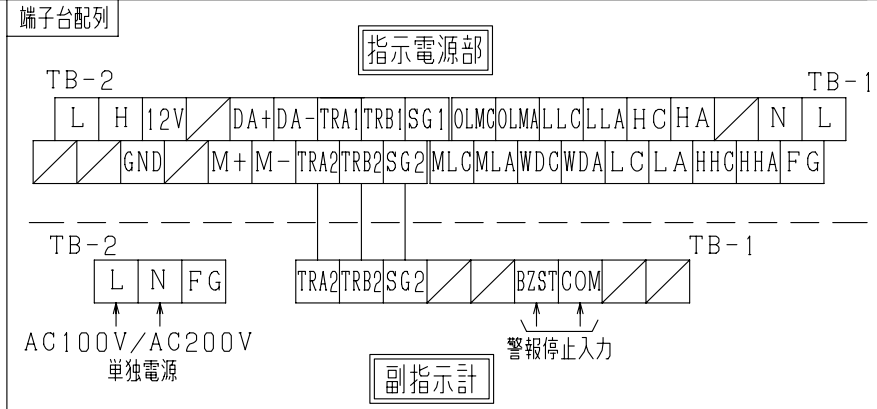 端子台配列
指示電源部
TB-2 TB-1
L H 12V DA+ DA- TRA1 TRB1 SG1 OLMC OLMA LLC LLA HC HA N L
GND M+ M- TRA2 TRB2 SG2 MLC MLA WDC WDA LC LA HHC HHA FG
TB-2 TB-1
L N FG TRA2 TRB2 SG2 BZST COM
AC100V/AC200V
単独電源
警報停止入力
副指示計